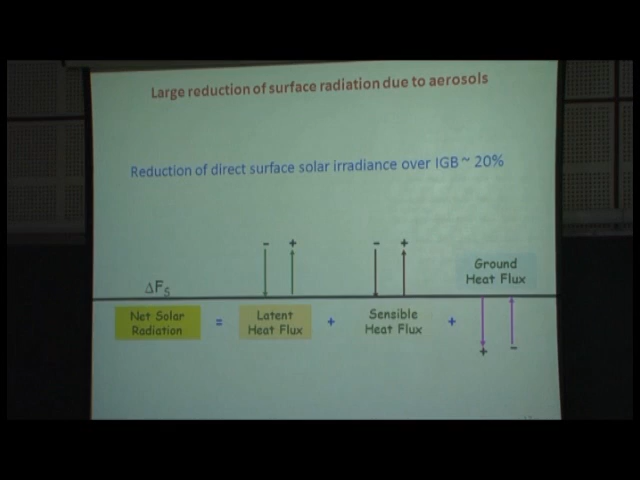 Large reduction of surface radiation due to aerosols
Reduction of direct surface solar irradiance over IGB ~ 20%
- + - +
Ground
Heat Flux
ΔFS
Net Solar
Radiation
=
Latent
Heat Flux
+
Sensible
Heat Flux
+
+ -